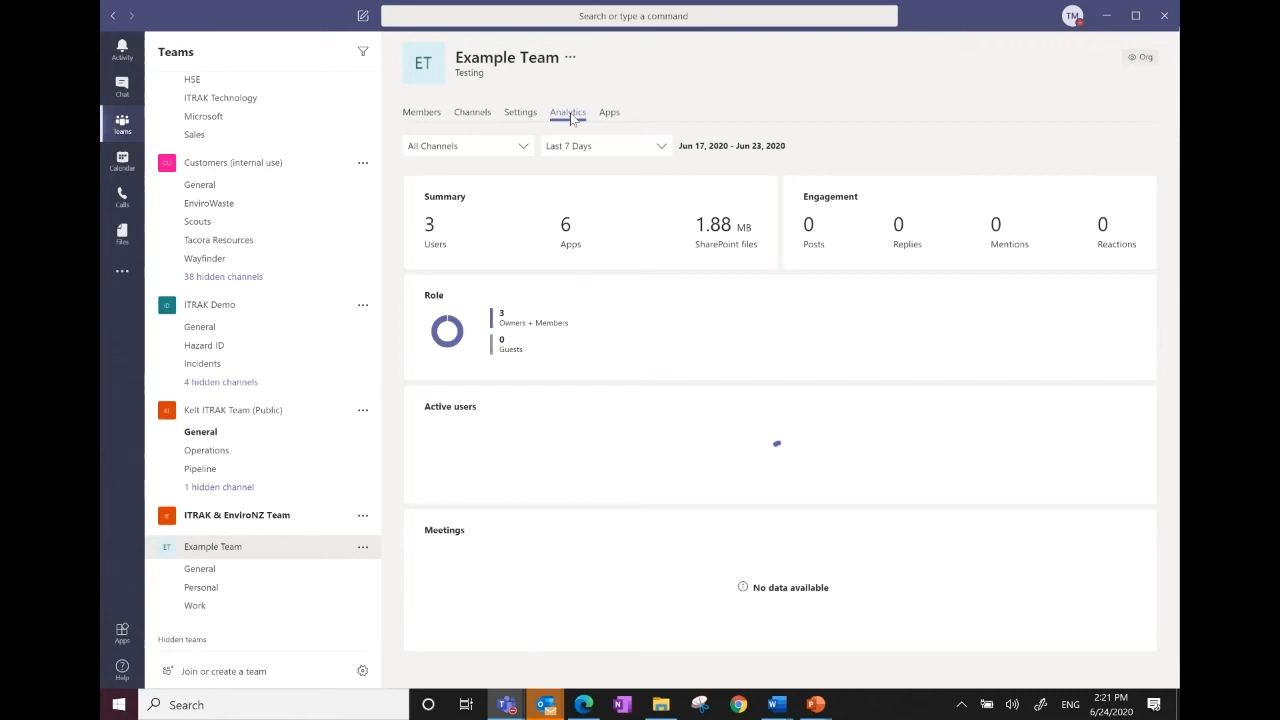 Search or type a command
TM
Activity
Chat
Teams
Calendar
Calls
Files
Apps
Help
Teams
HSE
ITRAK Technology
Microsoft
Sales
CU Customers (internal use)
General
EnviroWaste
Scouts
Tacora Resources
Wayfinder
38 hidden channels
ID ITRAK Demo
General
Hazard ID
Incidents
4 hidden channels
Kelt ITRAK Team (Public)
General
Operations
Pipeline
1 hidden channel
ITRAK & EnviroNZ Team
ET Example Team
General
Personal
Work
Hidden teams
Join or create a team
ET
Example Team
Testing
Org
Members Channels Settings Analytics Apps
All Channels Last 7 Days Jun 17, 2020 - Jun 23, 2020
Summary
3 6 1.88 MB
Users Apps SharePoint files
Engagement
0 0 0 0
Posts Replies Mentions Reactions
Role
3
Owners + Members
0
Guests
Active users
Meetings
No data available
Search
ENG
2:21 PM
6/24/2020